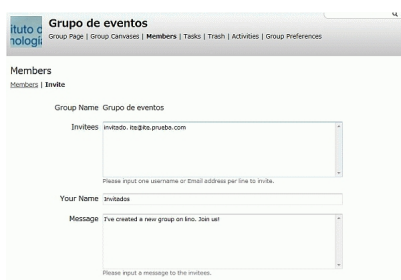 ituto d
nologí
Grupo de eventos
Group Page | Group Canvases | Members | Tasks | Trash | Activities | Group Preferences
Members
Members | Invite
Group Name Grupo de eventos
Invitees invitado. ite@ite.prueba.com
Please input one username or Email address per line to invite.
Your Name Invitados
Message I've created a new group on lino. Join us!
Please input a message to the invitees.